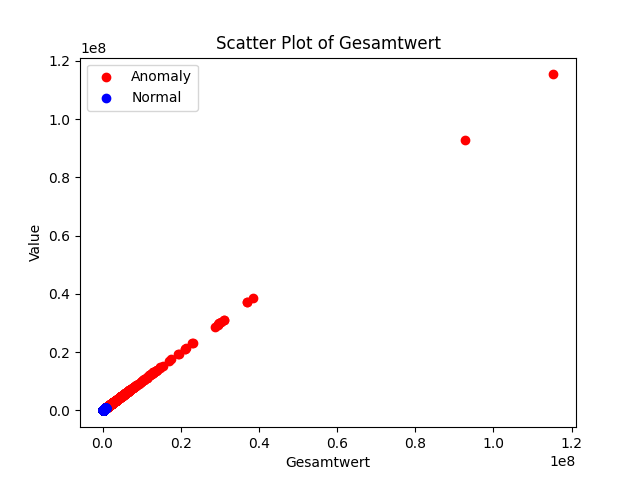 Scatter Plot of Gesamtwert
1e8
Anomaly
Normal
1.2
1.0
0.8
0.6
0.4
0.2
0.0
Value
0.0 0.2 0.4 0.6 0.8 1.0 1.2
Gesamtwert
1e8